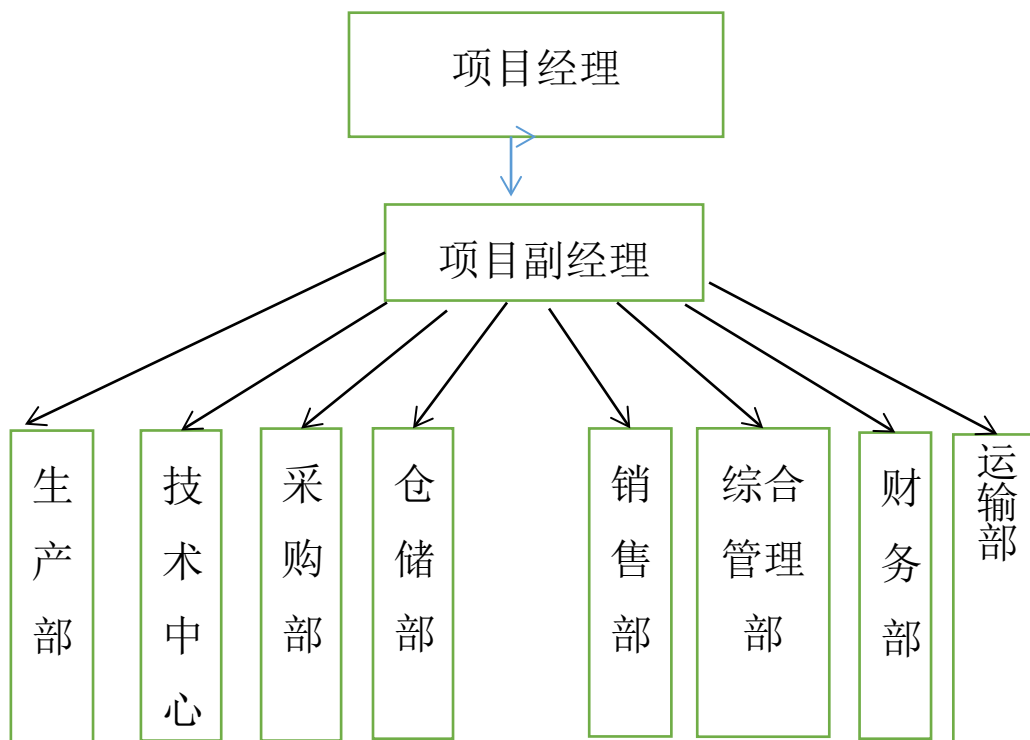 项目经理
项目副经理
生产部
技术中心
采购部
仓储部
销售部
综合
管理
部
财务部
运输部